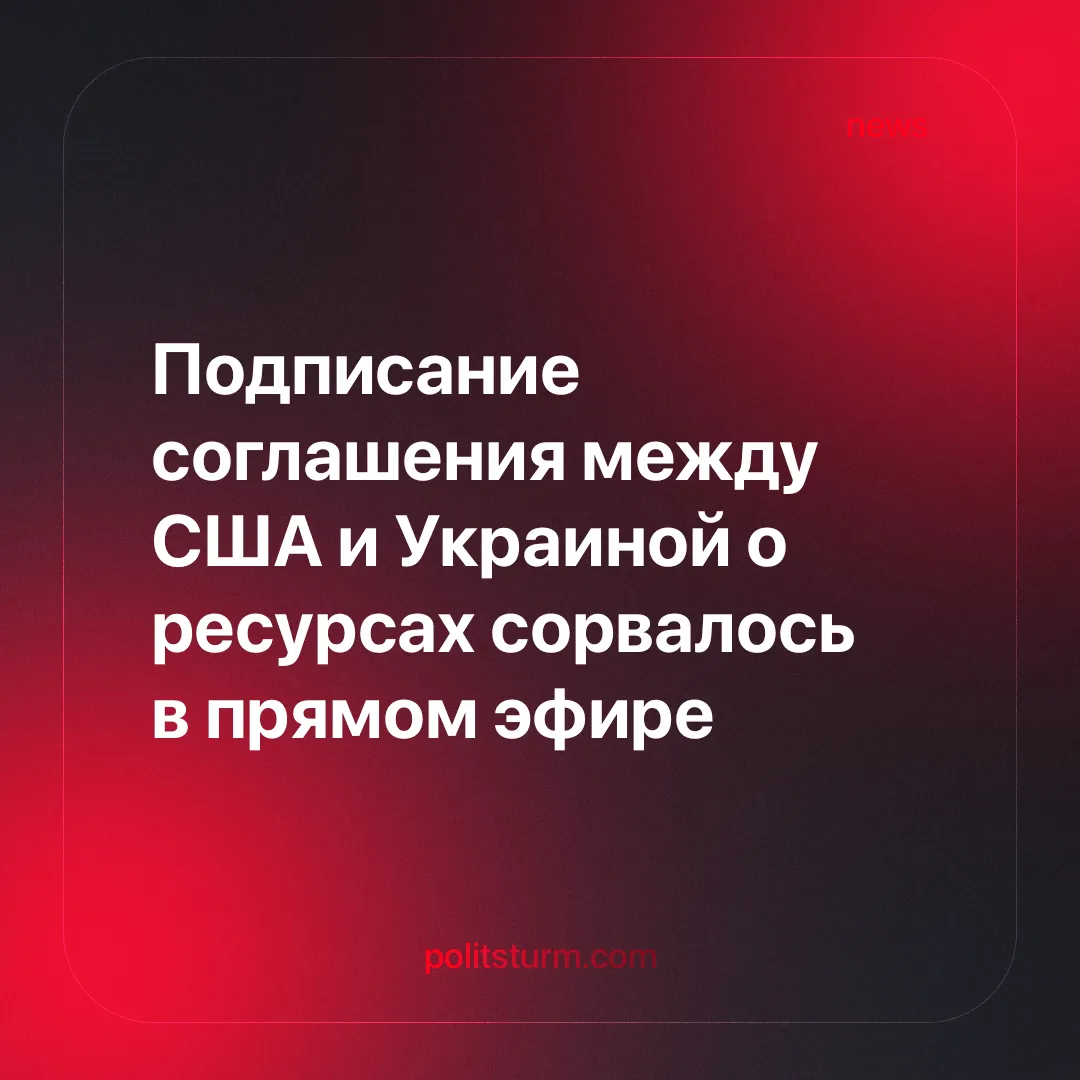 news
Подписание
соглашения между
США и Украиной о
ресурсах сорвалось
в прямом эфире
politsturm.com